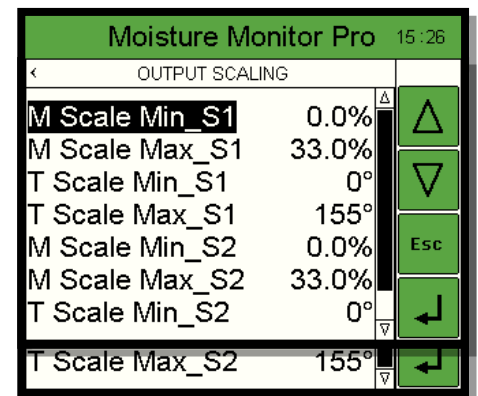 Moisture Monitor Pro 15:26
< OUTPUT SCALING
M Scale Min_S1 0.0%
M Scale Max_S1 33.0%
T Scale Min_S1 0°
T Scale Max_S1 155°
M Scale Min_S2 0.0%
Esc
M Scale Max_S2 33.0%
T Scale Min_S2 0°
T Scale Max_S2 155°